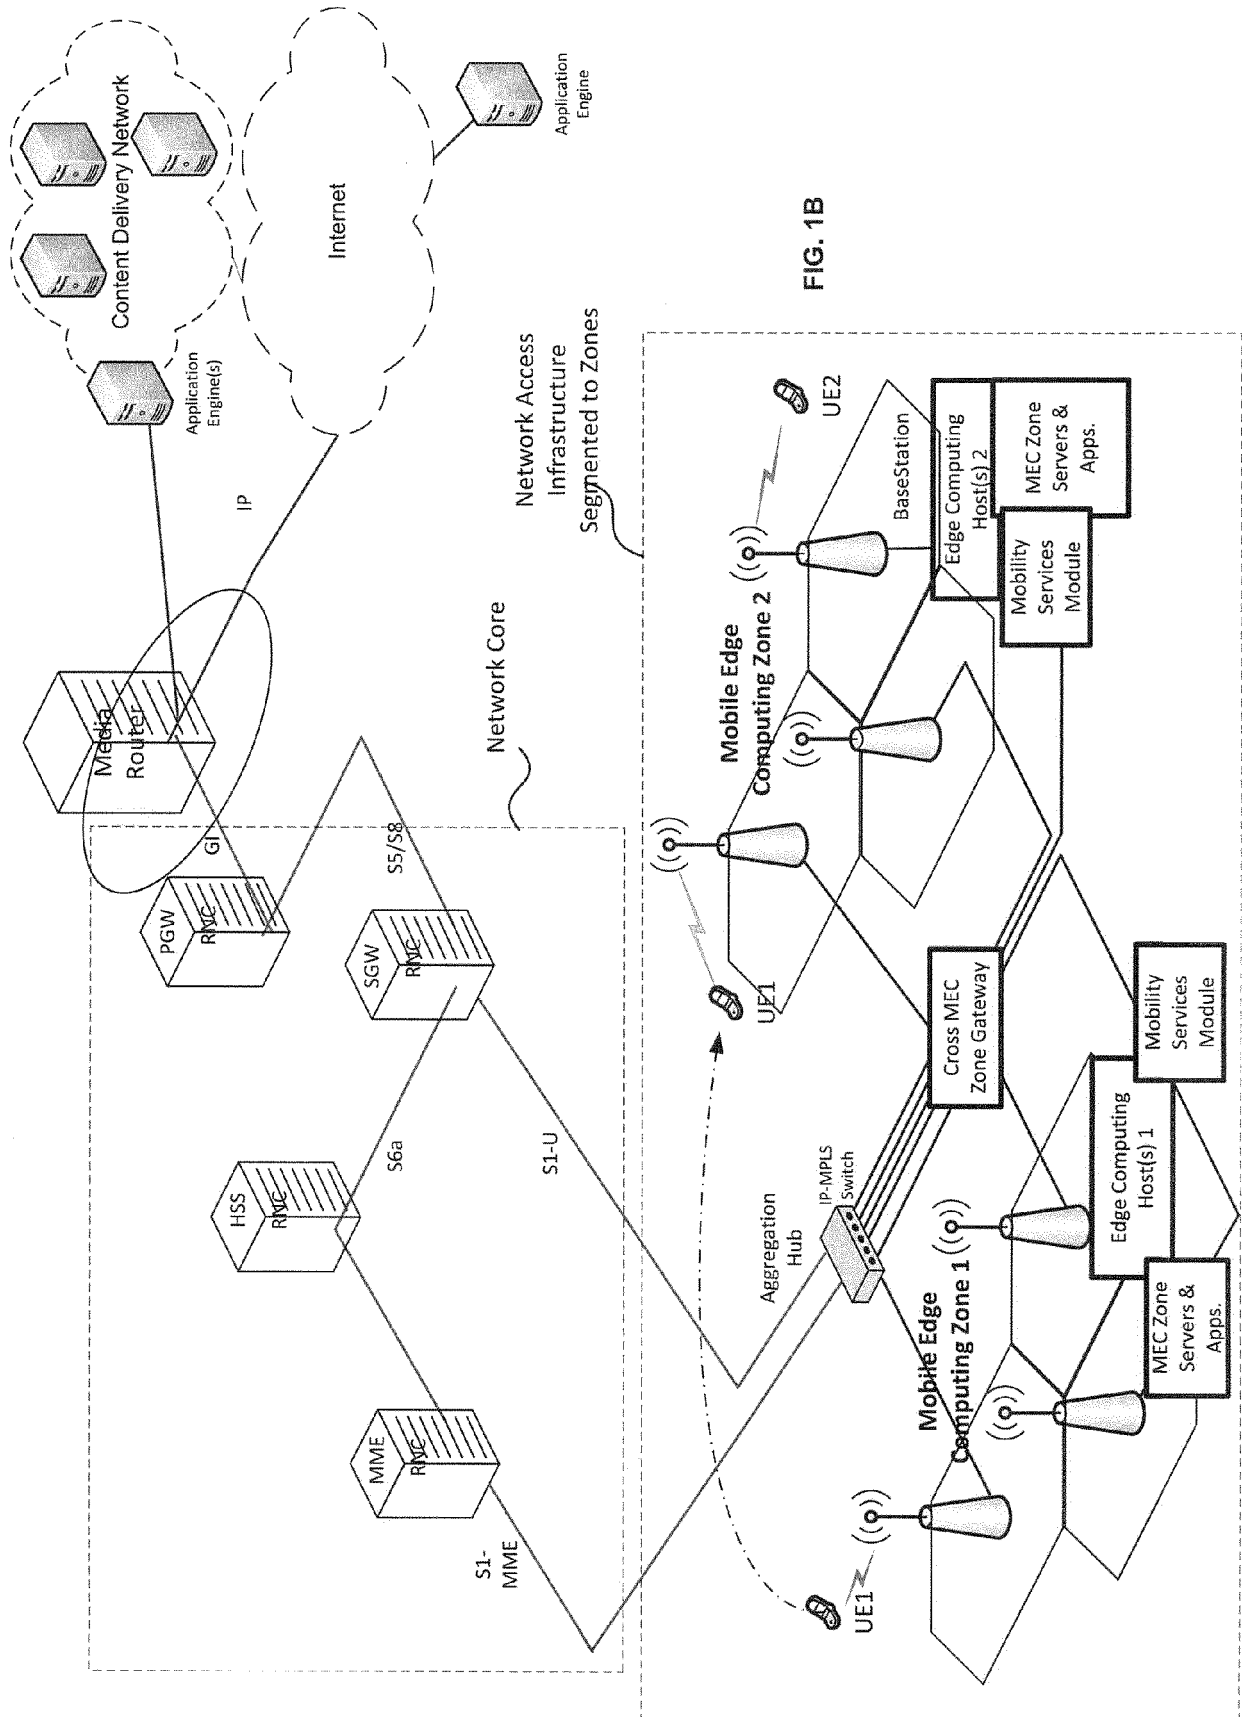 Content Delivery Network
Application
Engine(s)
Internet
Application
Engine
IP
Media
Router
GI
Network Core
PGW
RNC
S5/S8
SGW
RNC
HSS
RNC
S6a
S1-U
MME
RNC
S1-
MME
Network Access
Infrastructure
Segmented to Zones
FIG. 1B
UE2
BaseStation
Mobile Edge
Computing Zone 2
Edge Computing
Host(s) 2
MEC Zone
Servers &
Apps.
Mobility
Services
Module
UE1
Cross MEC
Zone Gateway
Aggregation
Hub
IP-MPLS
Switch
Mobility
Services
Module
Edge Computing
Host(s) 1
MEC Zone
Servers &
Apps.
Mobile Edge
Computing Zone 1
UE1